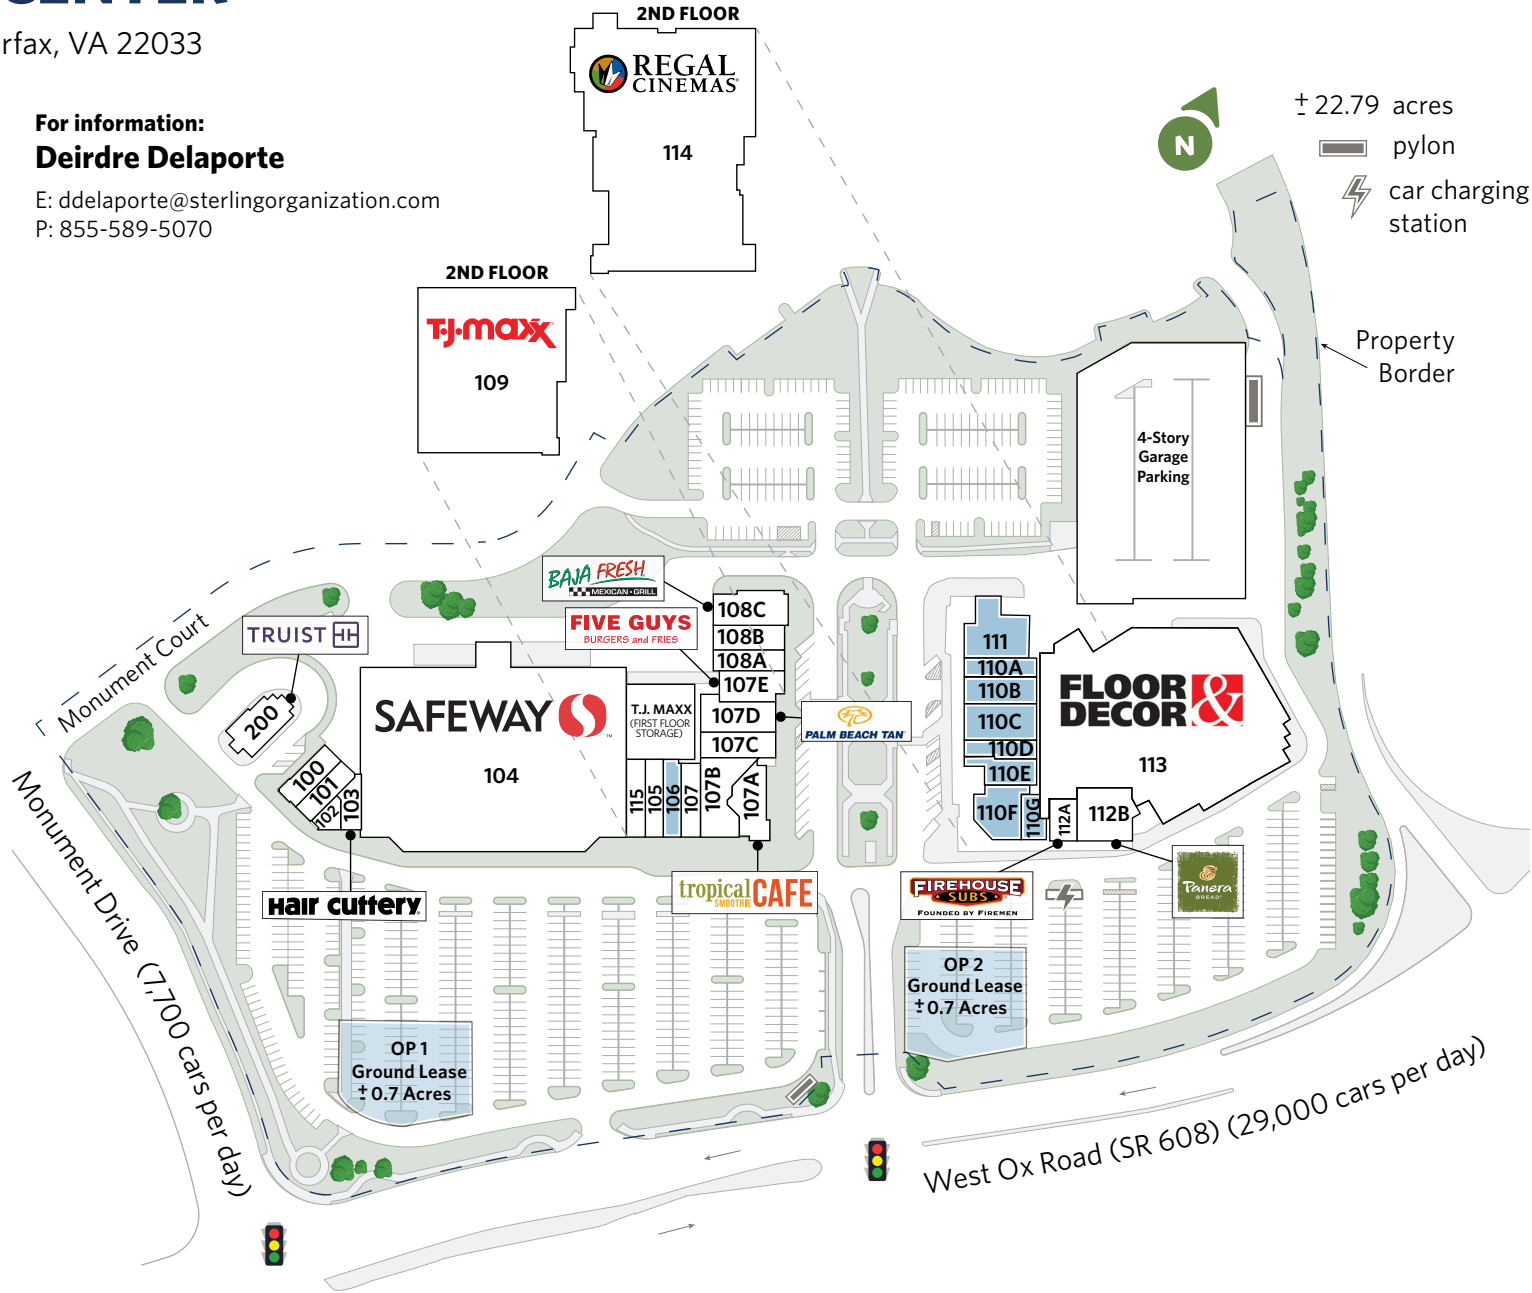 CENTER
rfax, VA 22033
For information:
Deirdre Delaporte
E: ddelaporte@sterlingorganization.com
P: 855-589-5070
2ND FLOOR
REGAL
CINEMAS
114
2ND FLOOR
T.J.maxx
109
N
± 22.79 acres
pylon
car charging
station
Property
Border
4-Story
Garage
Parking
Monument Court
TRUIST
200
BAJA FRESH
MEXICAN • GRILL
FIVE GUYS
BURGERS and FRIES
108C
108B
108A
107E
107D
107C
PALM BEACH TAN
SAFEWAY
104
T.J. MAXX
(FIRST FLOOR
STORAGE)
100
101
102
103
115
105
106
107
107B
107A
111
110A
110B
110C
110D
110E
110F
110G
FLOOR &
DECOR
113
112A
112B
Hair Cuttery
tropical
SMOOTHIE CAFE
FIREHOUSE
SUBS
FOUNDED BY FIREMEN
Panera
BREAD
OP 1
Ground Lease
± 0.7 Acres
OP 2
Ground Lease
± 0.7 Acres
Monument Drive (7,700 cars per day)
West Ox Road (SR 608) (29,000 cars per day)